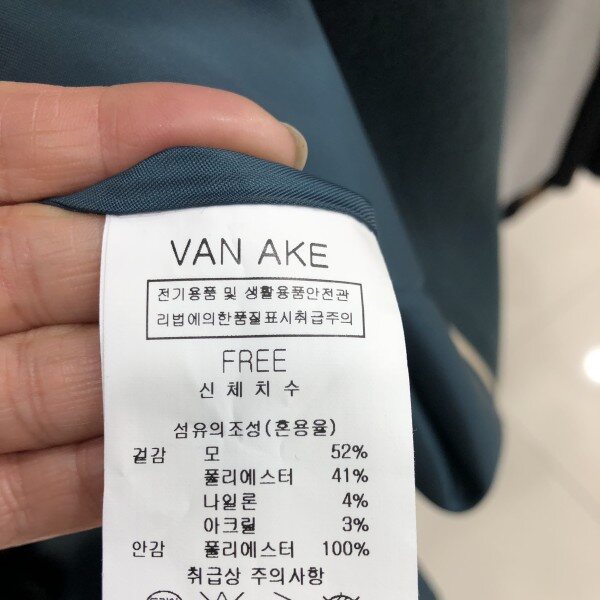 VAN AKE
전기용품 및 생활용품안전관
리법에의한품질표시취급주의
FREE
신체치수
섬유의조성(혼용율)
겉감 모 52%
폴리에스터 41%
나일론 4%
아크릴 3%
안감 폴리에스터 100%
취급상 주의사항